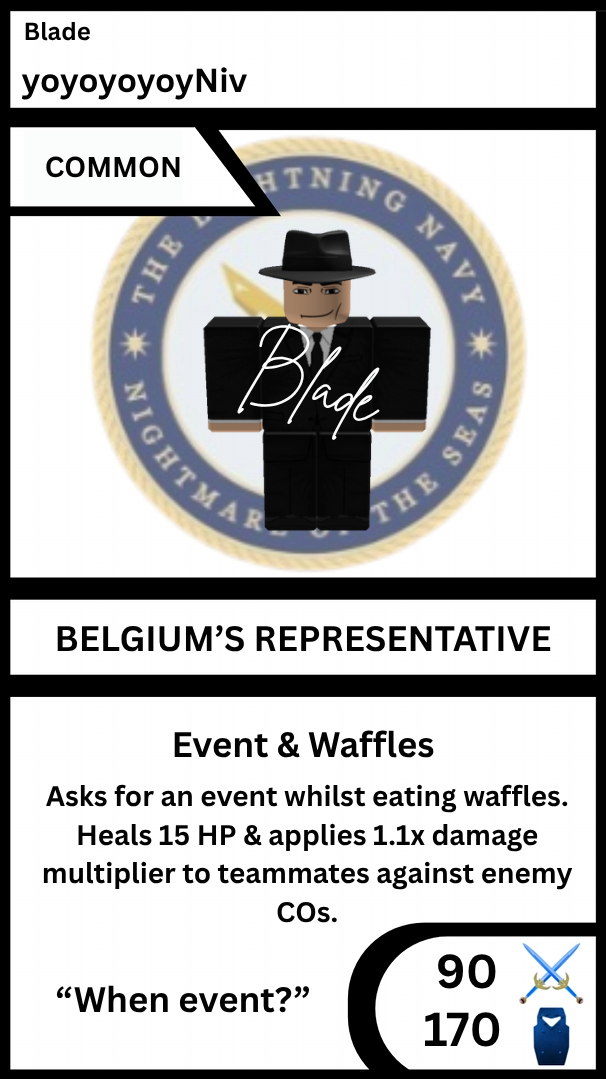 Blade
yoyoyoyoyNiv
COMMON
THE L GHTNING NAVY
Blade
NIGHTMARE OF THE SEAS
BELGIUM’S REPRESENTATIVE
Event & Waffles
Asks for an event whilst eating waffles.
Heals 15 HP & applies 1.1x damage
multiplier to teammates against enemy
COs.
“When event?”
90
170